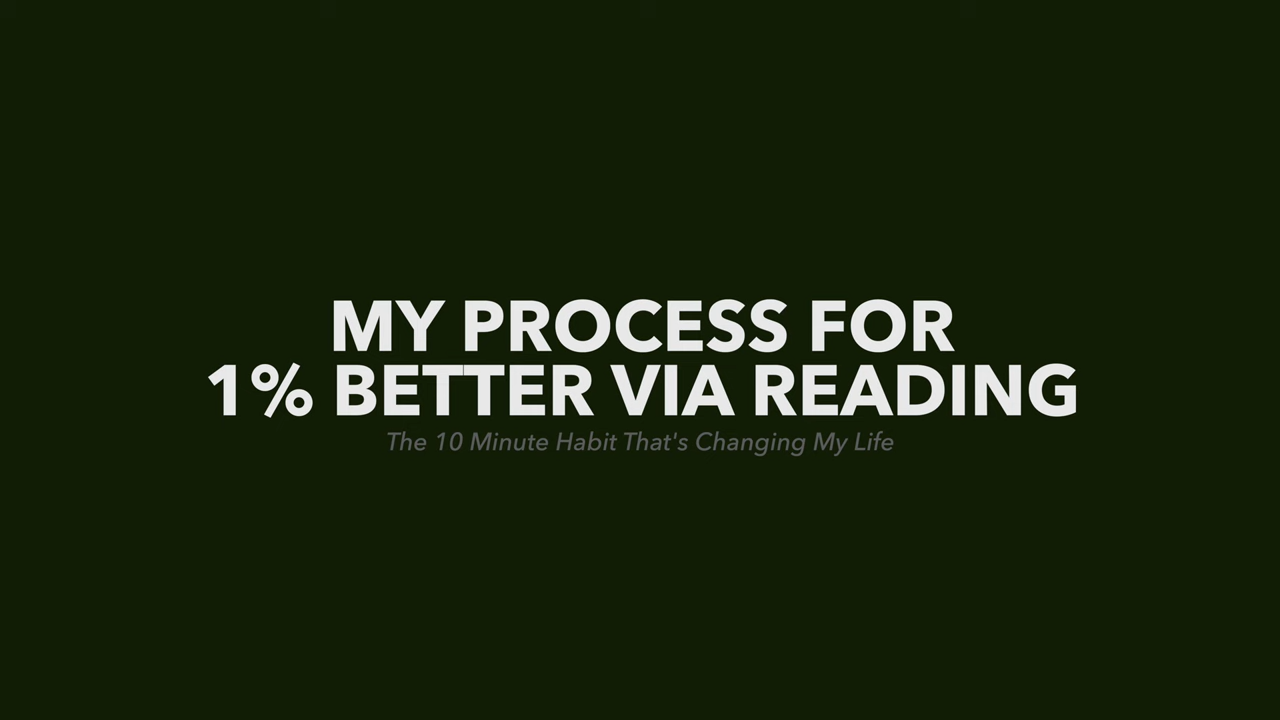 MY PROCESS FOR
1% BETTER VIA READING
The 10 Minute Habit That's Changing My Life